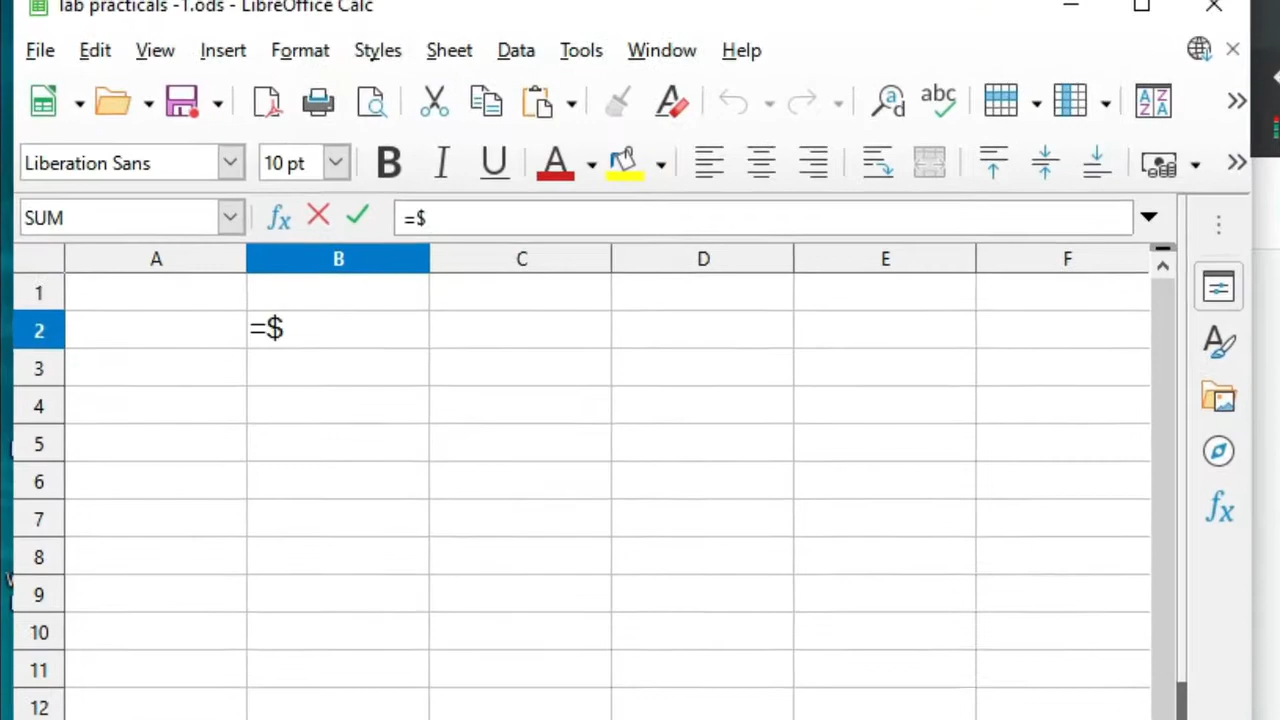 lab practicals -1.ods - LibreOffice Calc
File Edit View Insert Format Styles Sheet Data Tools Window Help
Liberation Sans 10 pt B I U A
SUM fx =$
A B C D E F
1
2 =$
3
4
5
6
7
8
9
10
11
12